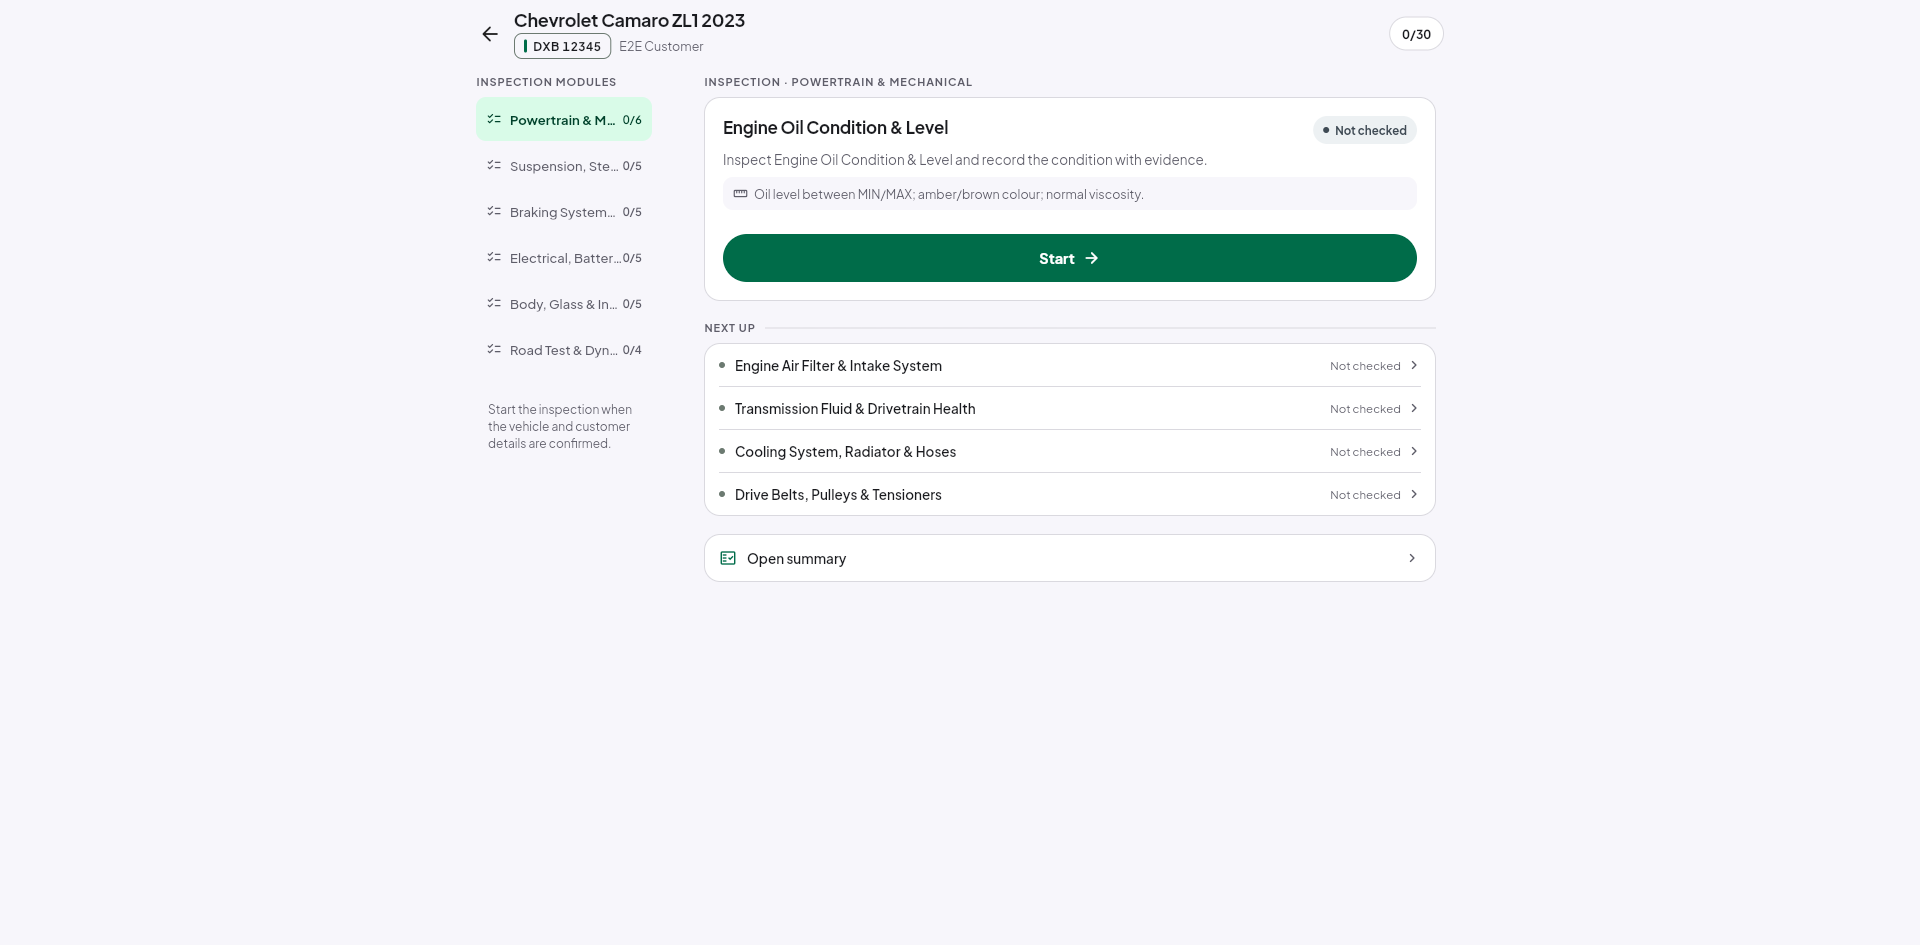 Chevrolet Camaro ZL1 2023
DXB 12345
E2E Customer
0/30
INSPECTION MODULES
Powertrain & M... 0/6
Suspension, Ste... 0/5
Braking System... 0/5
Electrical, Batter... 0/5
Body, Glass & In... 0/5
Road Test & Dyn... 0/4
Start the inspection when
the vehicle and customer
details are confirmed.
INSPECTION · POWERTRAIN & MECHANICAL
Engine Oil Condition & Level
Not checked
Inspect Engine Oil Condition & Level and record the condition with evidence.
Oil level between MIN/MAX; amber/brown colour; normal viscosity.
Start
NEXT UP
Engine Air Filter & Intake System Not checked
Transmission Fluid & Drivetrain Health Not checked
Cooling System, Radiator & Hoses Not checked
Drive Belts, Pulleys & Tensioners Not checked
Open summary